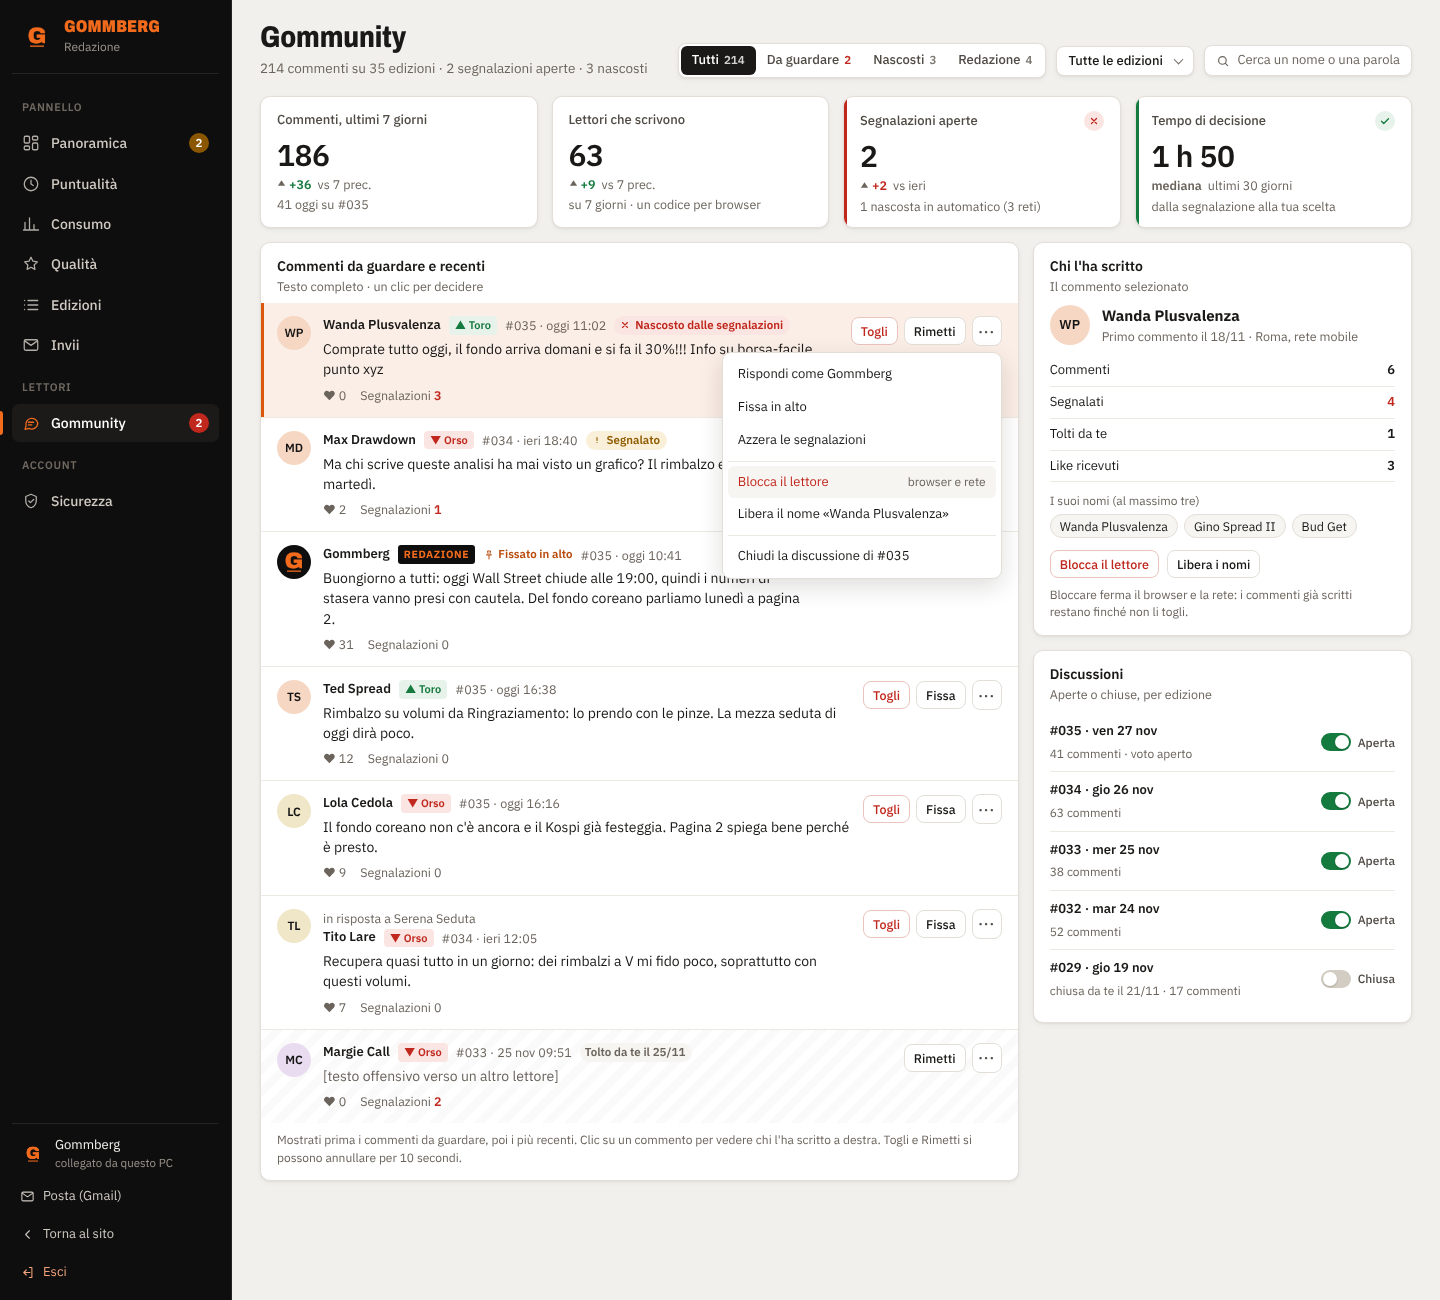 G GOMMBERG
Redazione
PANNELLO
Panoramica 2
Puntualità
Consumo
Qualità
Edizioni
Invii
LETTORI
Gommunity 2
ACCOUNT
Sicurezza
G Gommberg
collegato da questo PC
Posta (Gmail)
Torna al sito
Esci
Gommunity
214 commenti su 35 edizioni · 2 segnalazioni aperte · 3 nascosti
Tutti 214 Da guardare 2 Nascosti 3 Redazione 4
Tutte le edizioni
Cerca un nome o una parola
Commenti, ultimi 7 giorni
186
+36 vs 7 prec.
41 oggi su #035
Lettori che scrivono
63
+9 vs 7 prec.
su 7 giorni · un codice per browser
Segnalazioni aperte
2
+2 vs ieri
1 nascosta in automatico (3 reti)
Tempo di decisione
1 h 50
mediana ultimi 30 giorni
dalla segnalazione alla tua scelta
Commenti da guardare e recenti
Testo completo · un clic per decidere
WP Wanda Plusvalenza Toro #035 · oggi 11:02 Nascosto dalle segnalazioni Togli Rimetti
Comprate tutto oggi, il fondo arriva domani e si fa il 30%!!! Info su borsa-facile
punto xyz
0 Segnalazioni 3
Rispondi come Gommberg
Fissa in alto
Azzera le segnalazioni
Blocca il lettore browser e rete
Libera il nome «Wanda Plusvalenza»
Chiudi la discussione di #035
MD Max Drawdown Orso #034 · ieri 18:40 Segnalato
Ma chi scrive queste analisi ha mai visto un grafico? Il rimbalzo
martedì.
2 Segnalazioni 1
G Gommberg REDAZIONE Fissato in alto #035 · oggi 10:41
Buongiorno a tutti: oggi Wall Street chiude alle 19:00, quindi i numeri di
stasera vanno presi con cautela. Del fondo coreano parliamo lunedì a pagina
2.
31 Segnalazioni 0
TS Ted Spread Toro #035 · oggi 16:38 Togli Fissa
Rimbalzo su volumi da Ringraziamento: lo prendo con le pinze. La mezza seduta di
oggi dirà poco.
12 Segnalazioni 0
LC Lola Cedola Orso #035 · oggi 16:16 Togli Fissa
Il fondo coreano non c'è ancora e il Kospi già festeggia. Pagina 2 spiega bene perché
è presto.
9 Segnalazioni 0
in risposta a Serena Seduta
TL Tito Lare Orso #034 · ieri 12:05 Togli Fissa
Recupera quasi tutto in un giorno: dei rimbalzi a V mi fido poco, soprattutto con
questi volumi.
7 Segnalazioni 0
MC Margie Call Orso #033 · 25 nov 09:51 Tolto da te il 25/11 Rimetti
[testo offensivo verso un altro lettore]
0 Segnalazioni 2
Mostrati prima i commenti da guardare, poi i più recenti. Clic su un commento per vedere chi l'ha scritto a destra. Togli e Rimetti si
possono annullare per 10 secondi.
Chi l'ha scritto
Il commento selezionato
WP Wanda Plusvalenza
Primo commento il 18/11 · Roma, rete mobile
Commenti 6
Segnalati 4
Tolti da te 1
Like ricevuti 3
I suoi nomi (al massimo tre)
Wanda Plusvalenza Gino Spread II Bud Get
Blocca il lettore Libera i nomi
Bloccare ferma il browser e la rete: i commenti già scritti
restano finché non li togli.
Discussioni
Aperte o chiuse, per edizione
#035 · ven 27 nov
41 commenti · voto aperto Aperta
#034 · gio 26 nov
63 commenti Aperta
#033 · mer 25 nov
38 commenti Aperta
#032 · mar 24 nov
52 commenti Aperta
#029 · gio 19 nov
chiusa da te il 21/11 · 17 commenti Chiusa